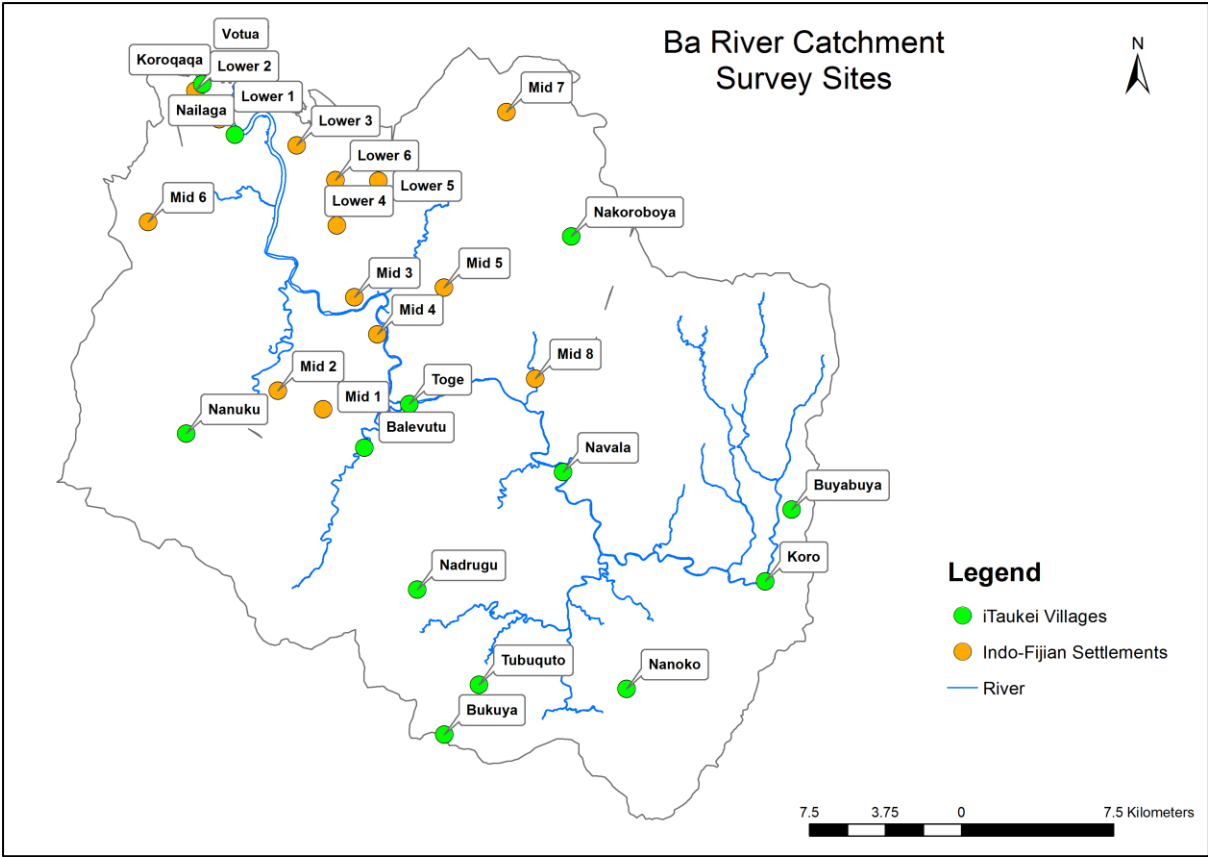 Ba River Catchment
Survey Sites
N
Votua
Koroqaqa
Lower 2
Lower 1
Nailaga
Lower 3
Mid 7
Lower 6
Lower 5
Lower 4
Mid 6
Nakoroboya
Mid 3
Mid 5
Mid 4
Mid 8
Mid 2
Mid 1
Toge
Nanuku
Balevutu
Navala
Buyabuya
Koro
Nadrugu
Tubuquto
Nanoko
Bukuya
Legend
iTaukei Villages
Indo-Fijian Settlements
River
7.5 3.75 0 7.5 Kilometers